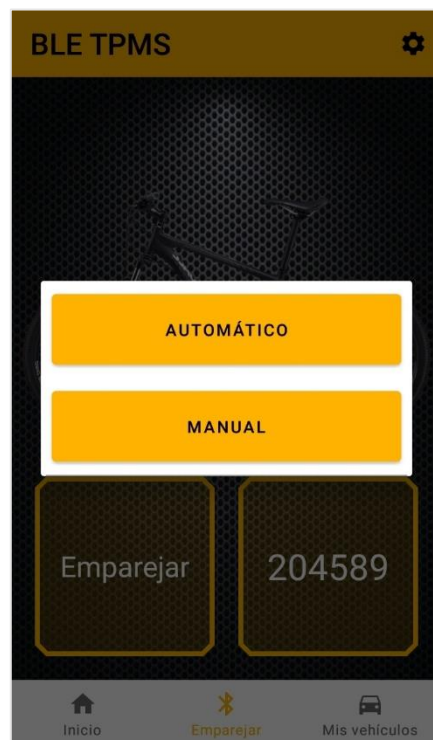 BLE TPMS
AUTOMÁTICO
MANUAL
Emparejar
204589
Inicio
Emparejar
Mis vehículos